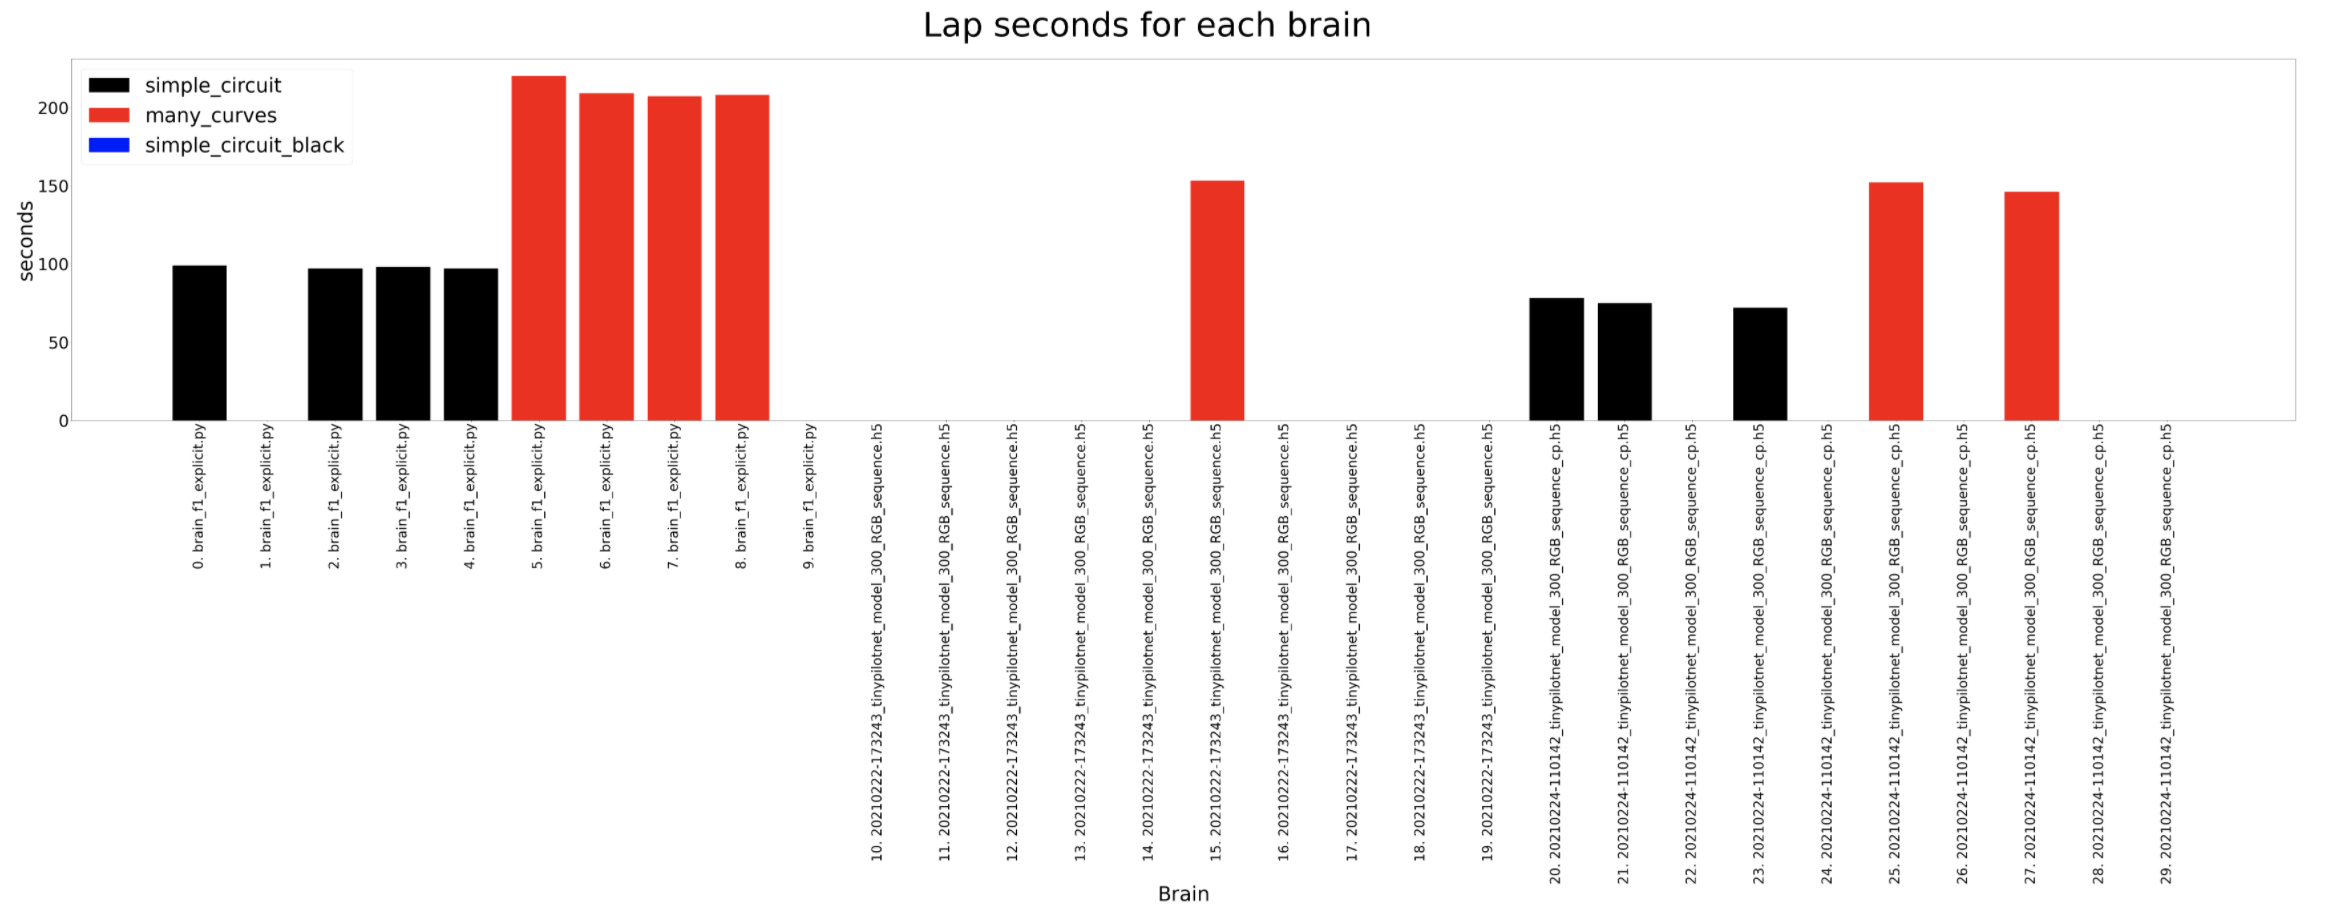 Lap seconds for each brain
simple_circuit
many_curves
simple_circuit_black
seconds
200
150
100
50
0
0. brain_f1_explicit.py
1. brain_f1_explicit.py
2. brain_f1_explicit.py
3. brain_f1_explicit.py
4. brain_f1_explicit.py
5. brain_f1_explicit.py
6. brain_f1_explicit.py
7. brain_f1_explicit.py
8. brain_f1_explicit.py
9. brain_f1_explicit.py
10. 20210222-173243_tinypilotnet_model_300_RGB_sequence.h5
11. 20210222-173243_tinypilotnet_model_300_RGB_sequence.h5
12. 20210222-173243_tinypilotnet_model_300_RGB_sequence.h5
13. 20210222-173243_tinypilotnet_model_300_RGB_sequence.h5
14. 20210222-173243_tinypilotnet_model_300_RGB_sequence.h5
15. 20210222-173243_tinypilotnet_model_300_RGB_sequence.h5
16. 20210222-173243_tinypilotnet_model_300_RGB_sequence.h5
17. 20210222-173243_tinypilotnet_model_300_RGB_sequence.h5
18. 20210222-173243_tinypilotnet_model_300_RGB_sequence.h5
19. 20210222-173243_tinypilotnet_model_300_RGB_sequence.h5
20. 20210224-110142_tinypilotnet_model_300_RGB_sequence_cp.h5
21. 20210224-110142_tinypilotnet_model_300_RGB_sequence_cp.h5
22. 20210224-110142_tinypilotnet_model_300_RGB_sequence_cp.h5
23. 20210224-110142_tinypilotnet_model_300_RGB_sequence_cp.h5
24. 20210224-110142_tinypilotnet_model_300_RGB_sequence_cp.h5
25. 20210224-110142_tinypilotnet_model_300_RGB_sequence_cp.h5
26. 20210224-110142_tinypilotnet_model_300_RGB_sequence_cp.h5
27. 20210224-110142_tinypilotnet_model_300_RGB_sequence_cp.h5
28. 20210224-110142_tinypilotnet_model_300_RGB_sequence_cp.h5
29. 20210224-110142_tinypilotnet_model_300_RGB_sequence_cp.h5
Brain